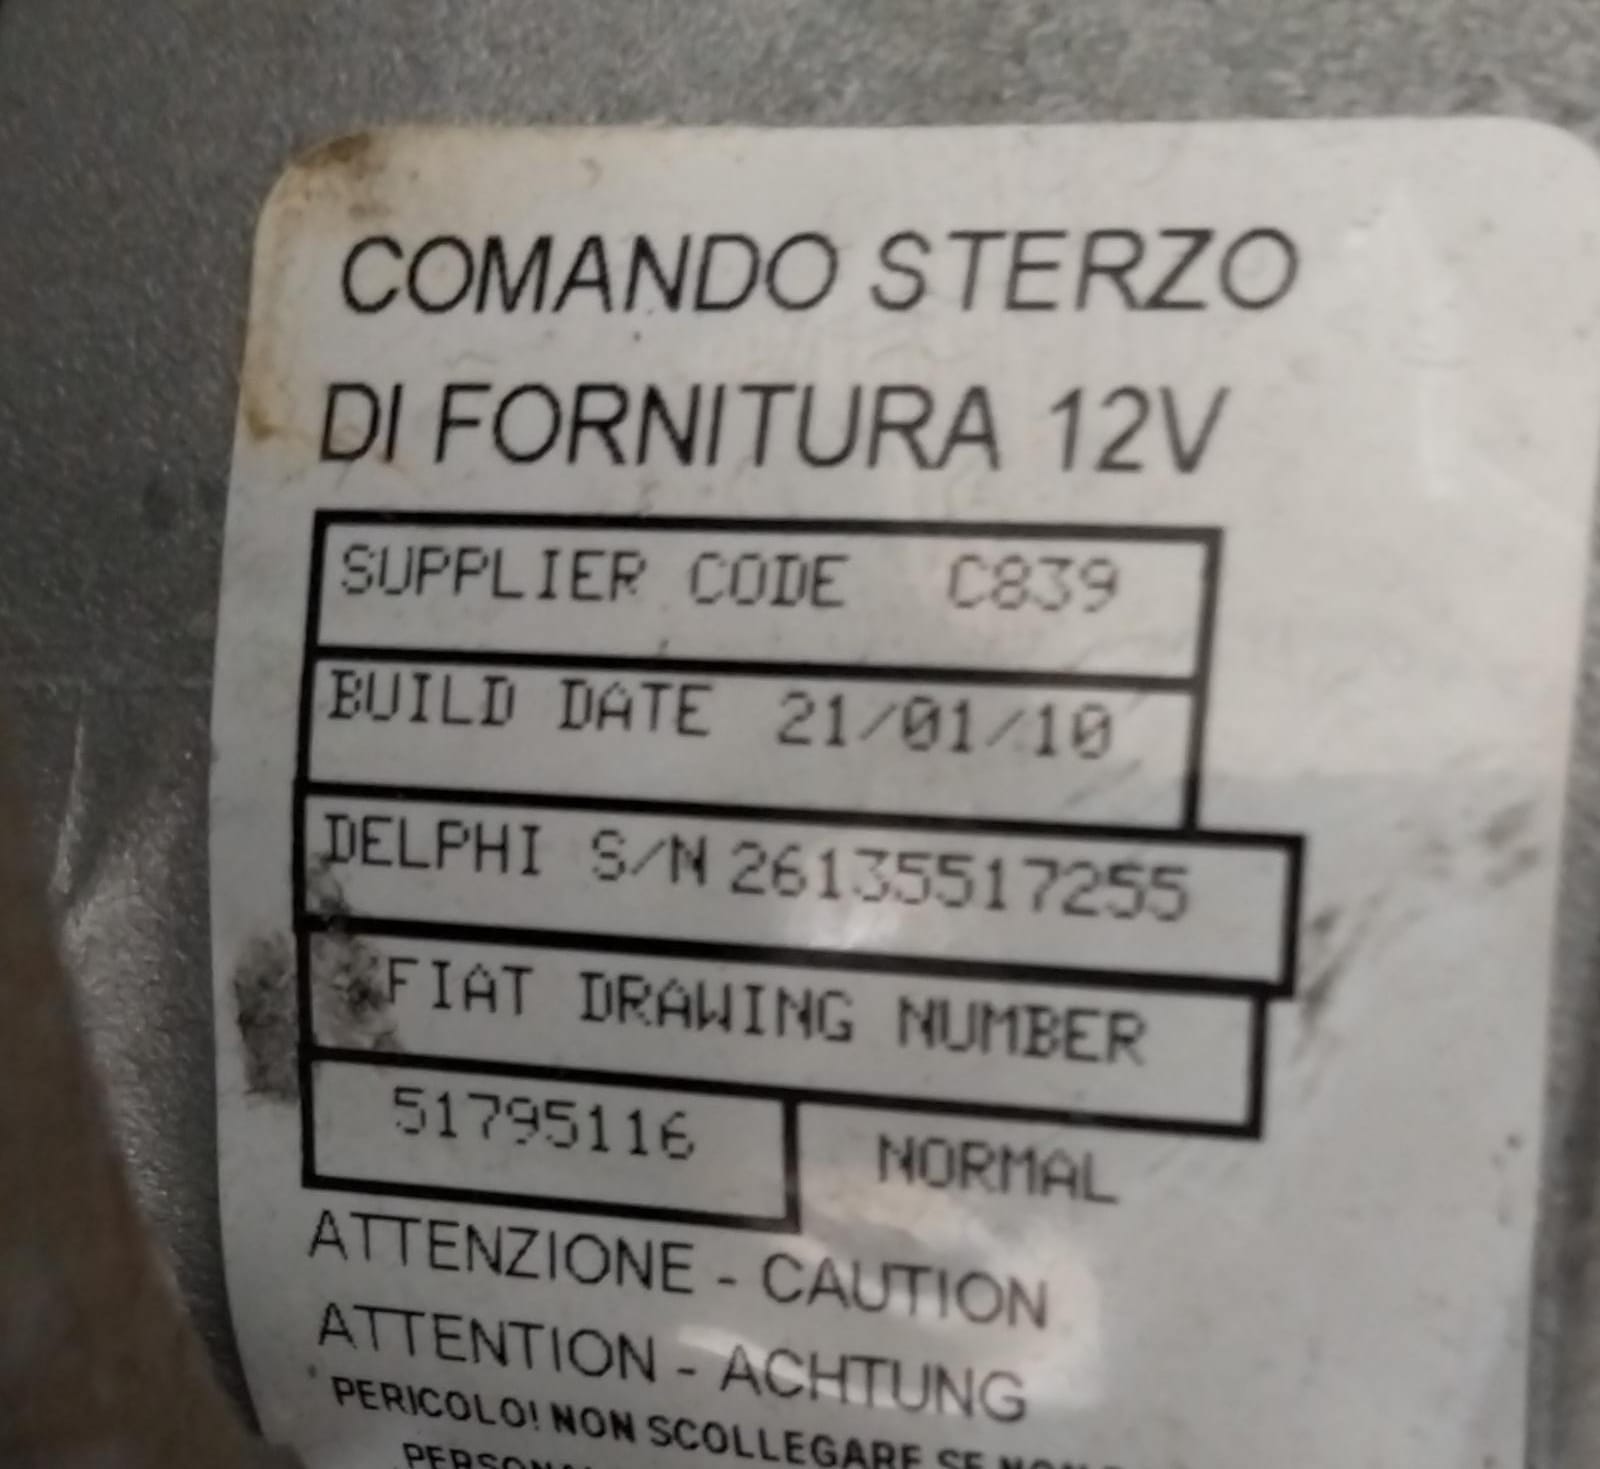 COMANDO STERZO
DI FORNITURA 12V
SUPPLIER CODE C839
BUILD DATE 21/01/10
DELPHI S/N 26135517255
FIAT DRAWING NUMBER
51795116 NORMAL
ATTENZIONE - CAUTION
ATTENTION - ACHTUNG
PERICOLO! NON SCOLLEGARE SE